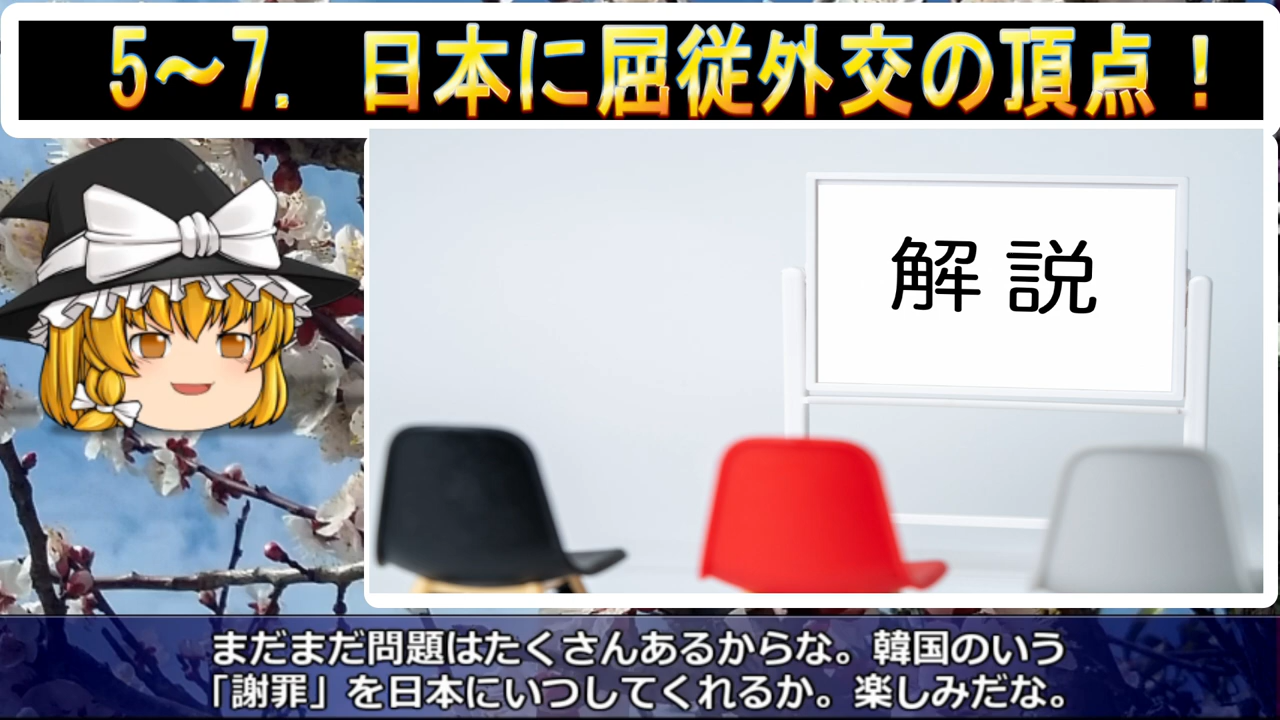 5～7．日本に屈従外交の頂点！
解説
まだまだ問題はたくさんあるからな。韓国のいう
「謝罪」を日本にいつしてくれるか。楽しみだな。